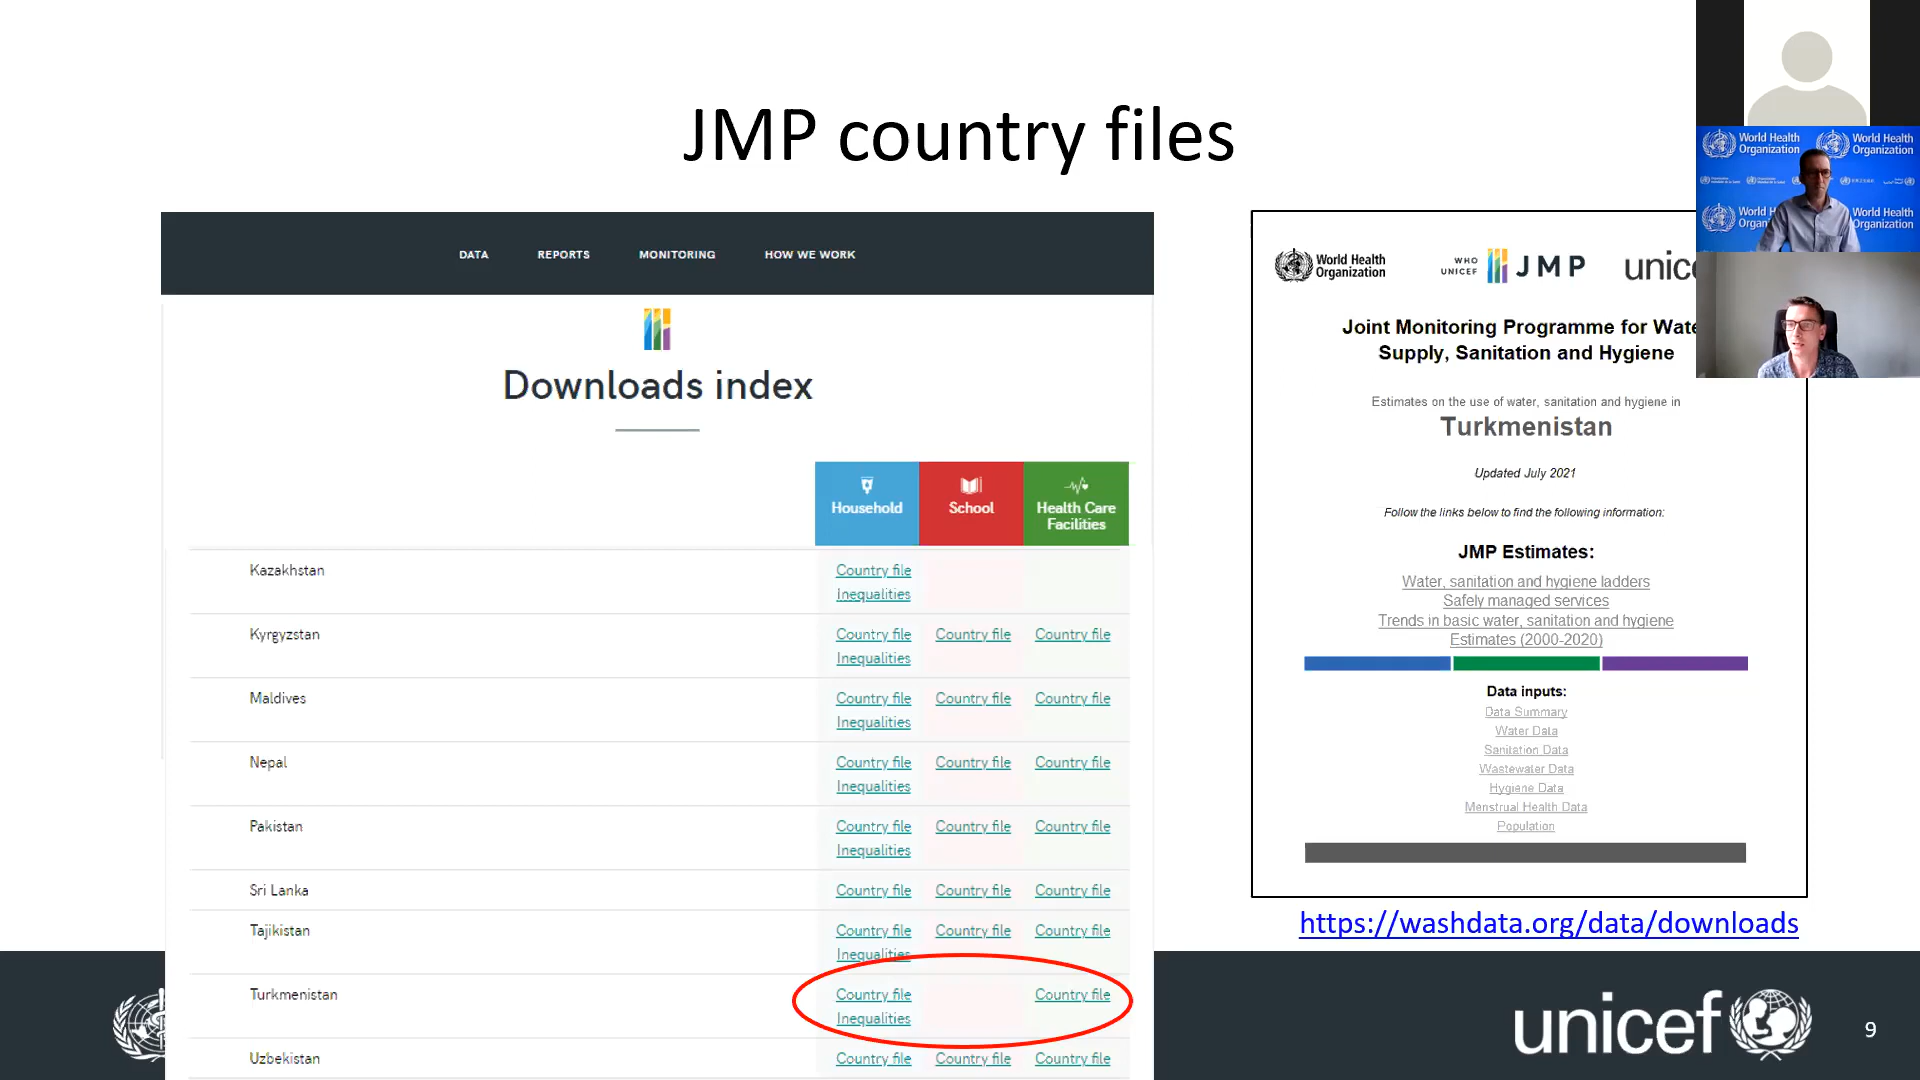 JMP country files
DATA REPORTS MONITORING HOW WE WORK
Downloads index
Household School Health Care Facilities
Kazakhstan Country file
Inequalities
Kyrgyzstan Country file Country file Country file
Inequalities
Maldives Country file Country file Country file
Inequalities
Nepal Country file Country file Country file
Inequalities
Pakistan Country file Country file Country file
Inequalities
Sri Lanka Country file Country file Country file
Tajikistan Country file Country file Country file
Inequalities
Turkmenistan Country file Country file
Inequalities
Uzbekistan Country file Country file Country file
World Health Organization
WHO UNICEF JMP
unic
Joint Monitoring Programme for Wate
Supply, Sanitation and Hygiene
Estimates on the use of water, sanitation and hygiene in
Turkmenistan
Updated July 2021
Follow the links below to find the following information:
JMP Estimates:
Water, sanitation and hygiene ladders
Safely managed services
Trends in basic water, sanitation and hygiene
Estimates (2000-2020)
Data inputs:
Data Summary
Water Data
Sanitation Data
Wastewater Data
Hygiene Data
Menstrual Health Data
Population
https://washdata.org/data/downloads
World Health Organization World Health Organization
World Health Organization
unicef
9